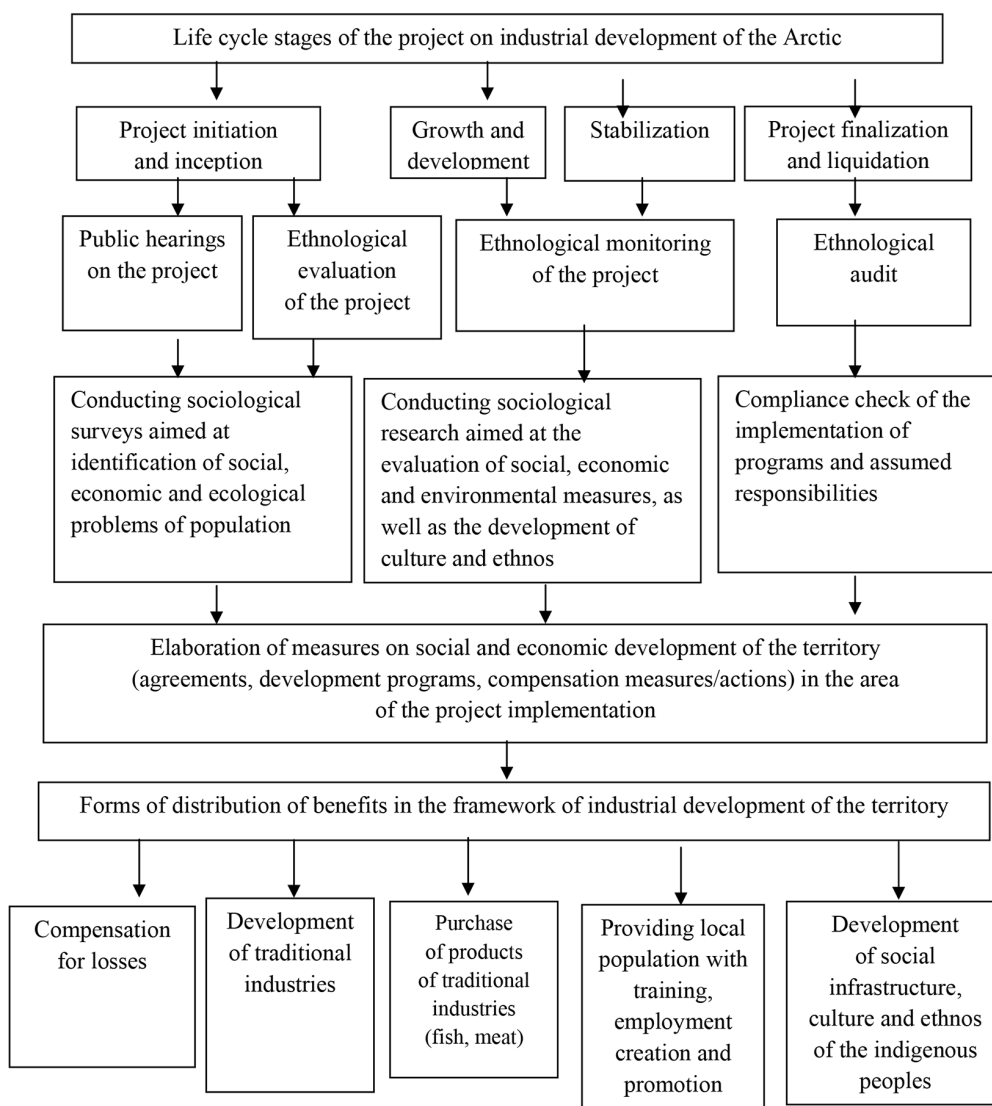 Life cycle stages of the project on industrial development of the Arctic
Project initiation
and inception
Growth and
development
Stabilization
Project finalization
and liquidation
Public hearings
on the project
Ethnological
evaluation
of the project
Ethnological monitoring
of the project
Ethnological
audit
Conducting sociological
surveys aimed at
identification of social,
economic and ecological
problems of population
Conducting sociological
research aimed at the
evaluation of social, economic
and environmental measures, as
well as the development of
culture and ethnos
Compliance check of the
implementation of
programs and assumed
responsibilities
Elaboration of measures on social and economic development of the territory
(agreements, development programs, compensation measures/actions) in the area
of the project implementation
Forms of distribution of benefits in the framework of industrial development of the territory
Compensation
for losses
Development
of traditional
industries
Purchase
of products
of traditional
industries
(fish, meat)
Providing local
population with
training,
employment
creation and
promotion
Development
of social
infrastructure,
culture and ethnos
of the indigenous
peoples